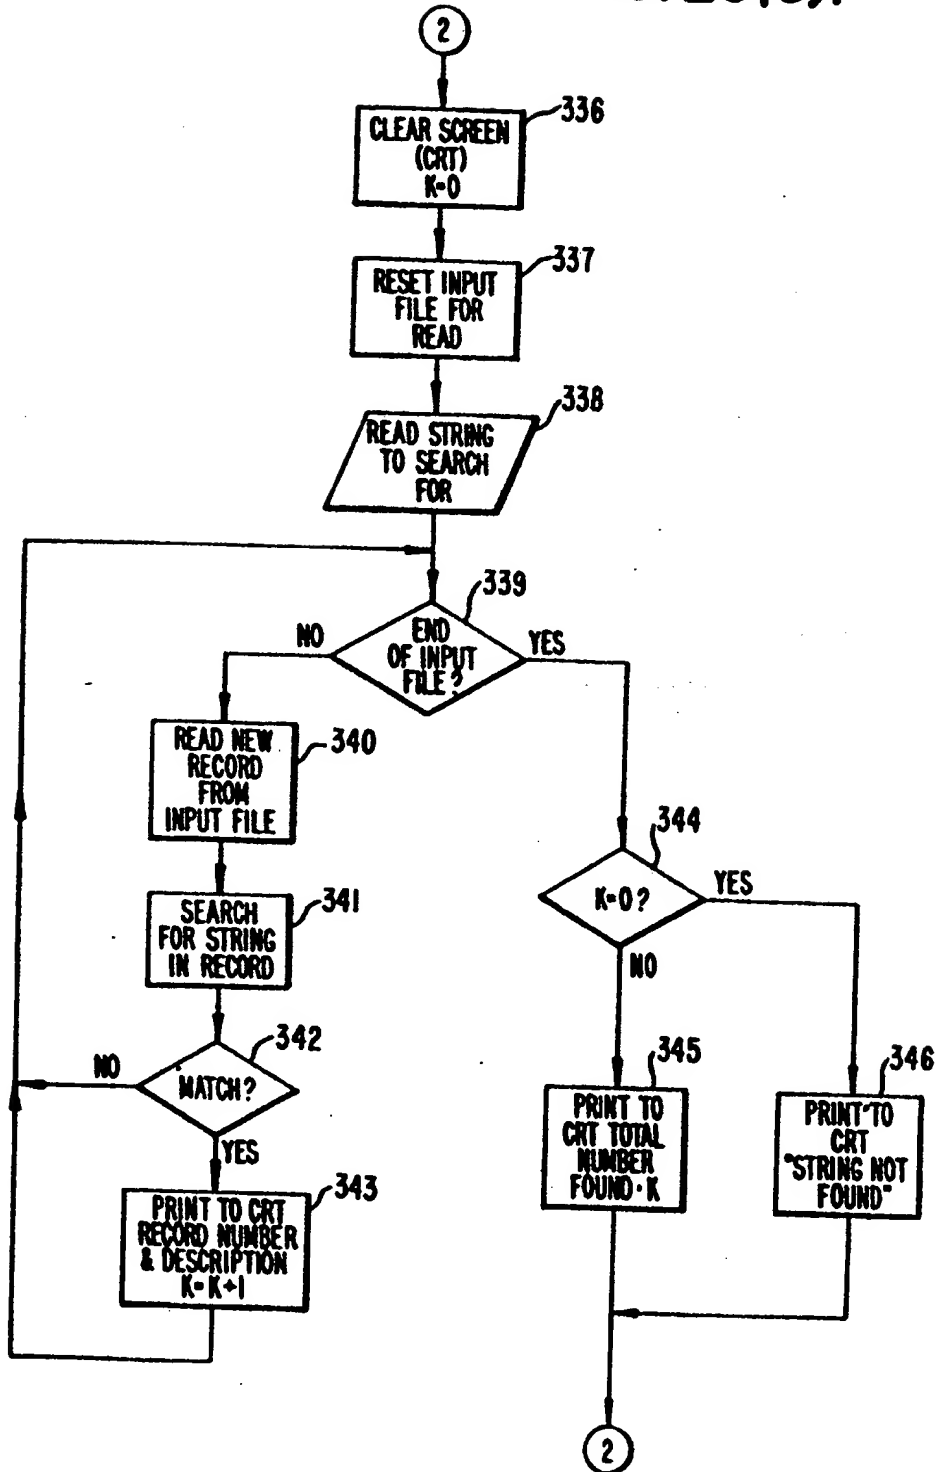 2
CLEAR SCREEN
(CRT)
K=0
336
RESET INPUT
FILE FOR
READ
337
READ STRING
TO SEARCH
FOR
338
339
END
OF INPUT
FILE?
NO
YES
READ NEW
RECORD
FROM
INPUT FILE
340
SEARCH
FOR STRING
IN RECORD
341
342
MATCH?
NO
YES
343
PRINT TO CRT
RECORD NUMBER
& DESCRIPTION
K=K+1
344
K=0?
YES
NO
345
PRINT TO
CRT TOTAL
NUMBER
FOUND·K
346
PRINT TO
CRT
"STRING NOT
FOUND"
2